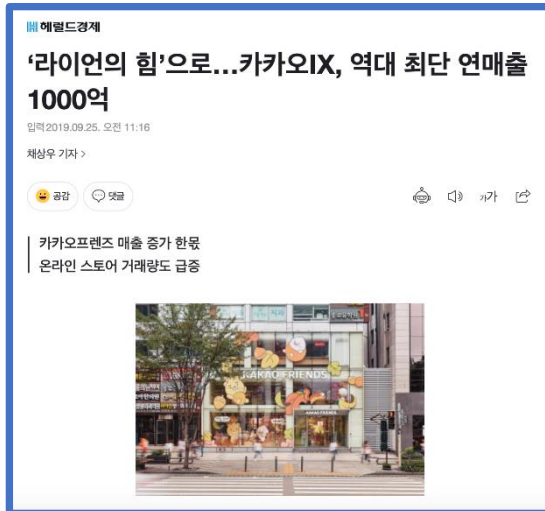 헤럴드경제
‘라이언의 힘’으로…카카오IX, 역대 최단 연매출
1000억
입력2019.09.25. 오전 11:16
채상우 기자 >
공감 댓글 가가
카카오프렌즈 매출 증가 한몫
온라인 스토어 거래량도 급증
KAKAO FRIENDS
KAKAO FRIENDS